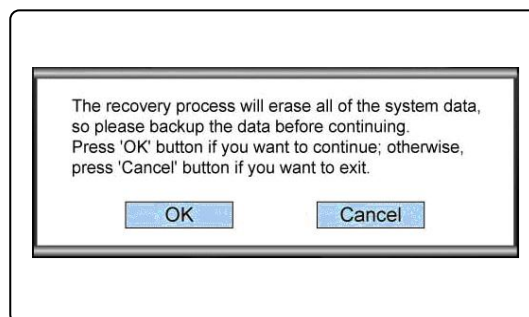 The recovery process will erase all of the system data,
so please backup the data before continuing.
Press 'OK' button if you want to continue; otherwise,
press 'Cancel' button if you want to exit.
OK
Cancel